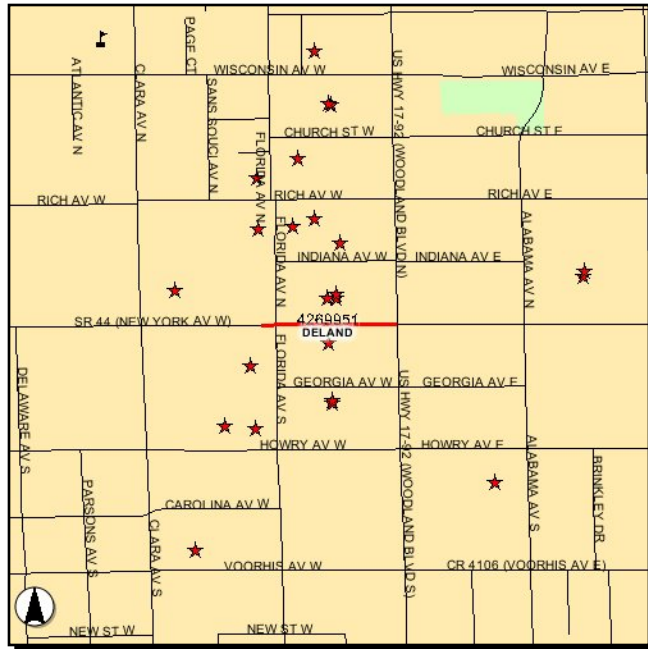 PAGE CT
WISCONSIN AV W
WISCONSIN AV E
ATLANTIC AV N
CLARA AV N
SANS SOUCI AV N
US HWY 17-92 (WOODLAND BLVD N)
CHURCH ST W
CHURCH ST E
FLORIDA AV N
RICH AV W
RICH AV W
RICH AV E
FLORIDA AV N
ALABAMA AV N
INDIANA AV W
INDIANA AV E
SR 44 (NEW YORK AV W)
4269951
DELAND
FLORIDA AV S
DELAWARE AV S
GEORGIA AV W
GEORGIA AV E
US HWY 17-92 (WOODLAND BLVD S)
HOWRY AV W
HOWRY AV E
ALABAMA AV S
BRINKLEY DR
PARSONS AV S
CAROLINA AV W
CLARA AV S
VOORHIS AV W
CR 4106 (VOORHIS AV E)
NEW ST W
NEW ST W